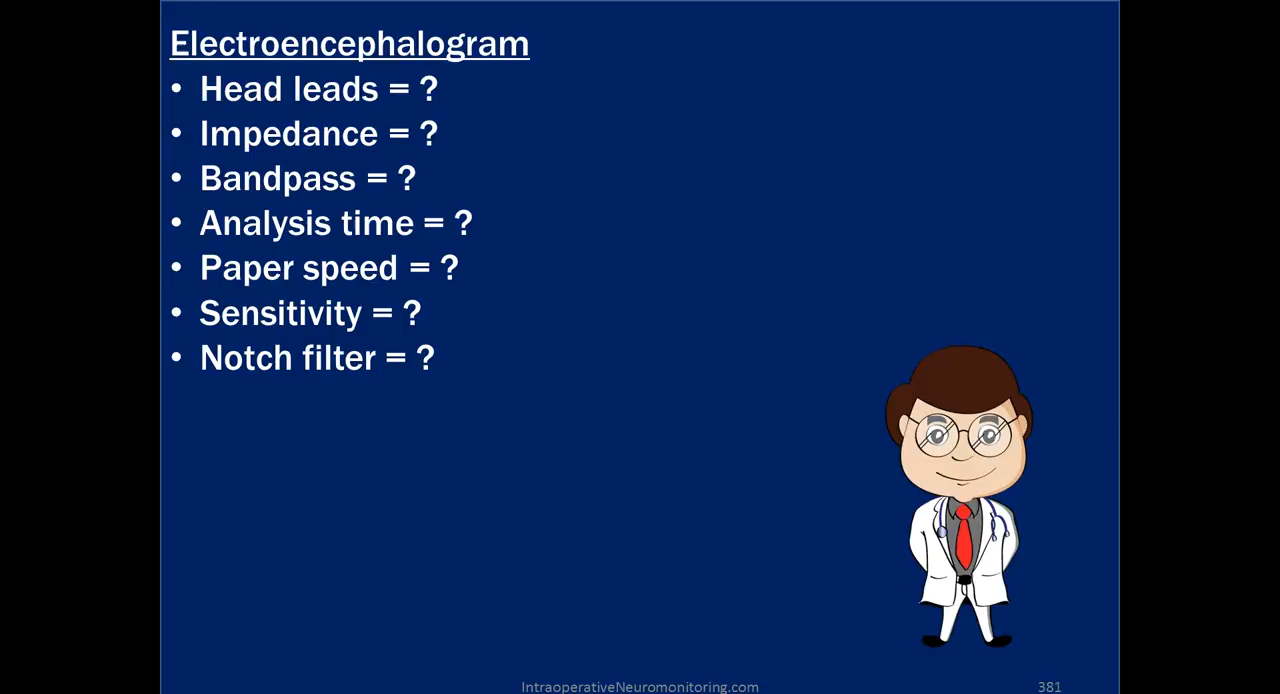 Electroencephalogram
• Head leads = ?
• Impedance = ?
• Bandpass = ?
• Analysis time = ?
• Paper speed = ?
• Sensitivity = ?
• Notch filter = ?
IntraoperativeNeuromonitoring.com
381